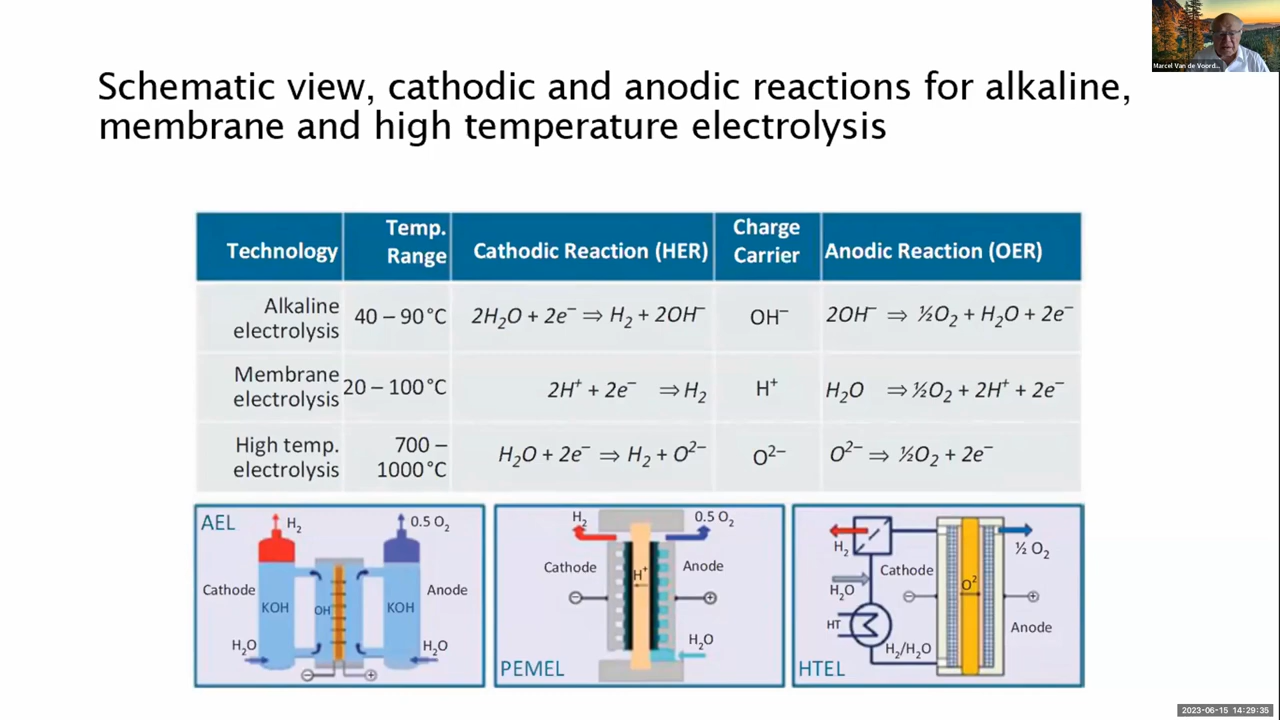 Marcel Van de Voord...
Schematic view, cathodic and anodic reactions for alkaline,
membrane and high temperature electrolysis
Technology
Temp.
Range
Cathodic Reaction (HER)
Charge
Carrier
Anodic Reaction (OER)
Alkaline
electrolysis
40 – 90°C
2H₂O + 2e⁻ ⇒ H₂ + 2OH⁻
OH⁻
2OH⁻ ⇒ ½O₂ + H₂O + 2e⁻
Membrane
electrolysis
20 – 100°C
2H⁺ + 2e⁻ ⇒ H₂
H⁺
H₂O ⇒ ½O₂ + 2H⁺ + 2e⁻
High temp.
electrolysis
700 –
1000°C
H₂O + 2e⁻ ⇒ H₂ + O²⁻
O²⁻
O²⁻ ⇒ ½O₂ + 2e⁻
AEL
H₂
0.5 O₂
Cathode
Anode
KOH
OH
KOH
H₂O
H₂O
H₂
0.5 O₂
Cathode
H⁺
Anode
H₂O
PEMEL
H₂
½ O₂
Cathode
O²
H₂O
HT
Anode
H₂/H₂O
HTEL
2023-06-15 14:29:35